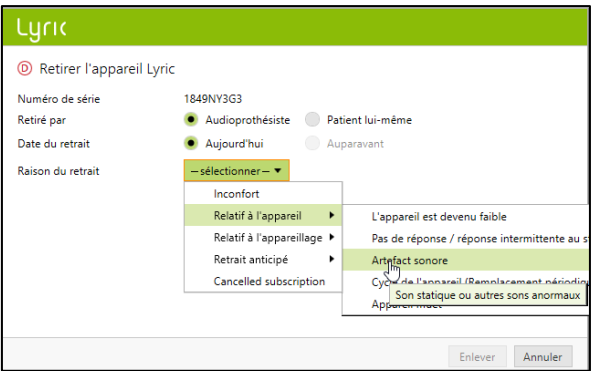 Lyric
D Retirer l'appareil Lyric
Numéro de série 1849NY3G3
Retiré par Audioprothésiste Patient lui-même
Date du retrait Aujourd'hui Auparavant
Raison du retrait –sélectionner–
Inconfort
Relatif à l'appareil
Relatif à l'appareillage
Retrait anticipé
Cancelled subscription
L'appareil est devenu faible
Pas de réponse / réponse intermittente au
Artefact sonore
Cycle de l'appareil (Remplacement
Son statique ou autres sons anormaux
Appareil muet
Enlever Annuler